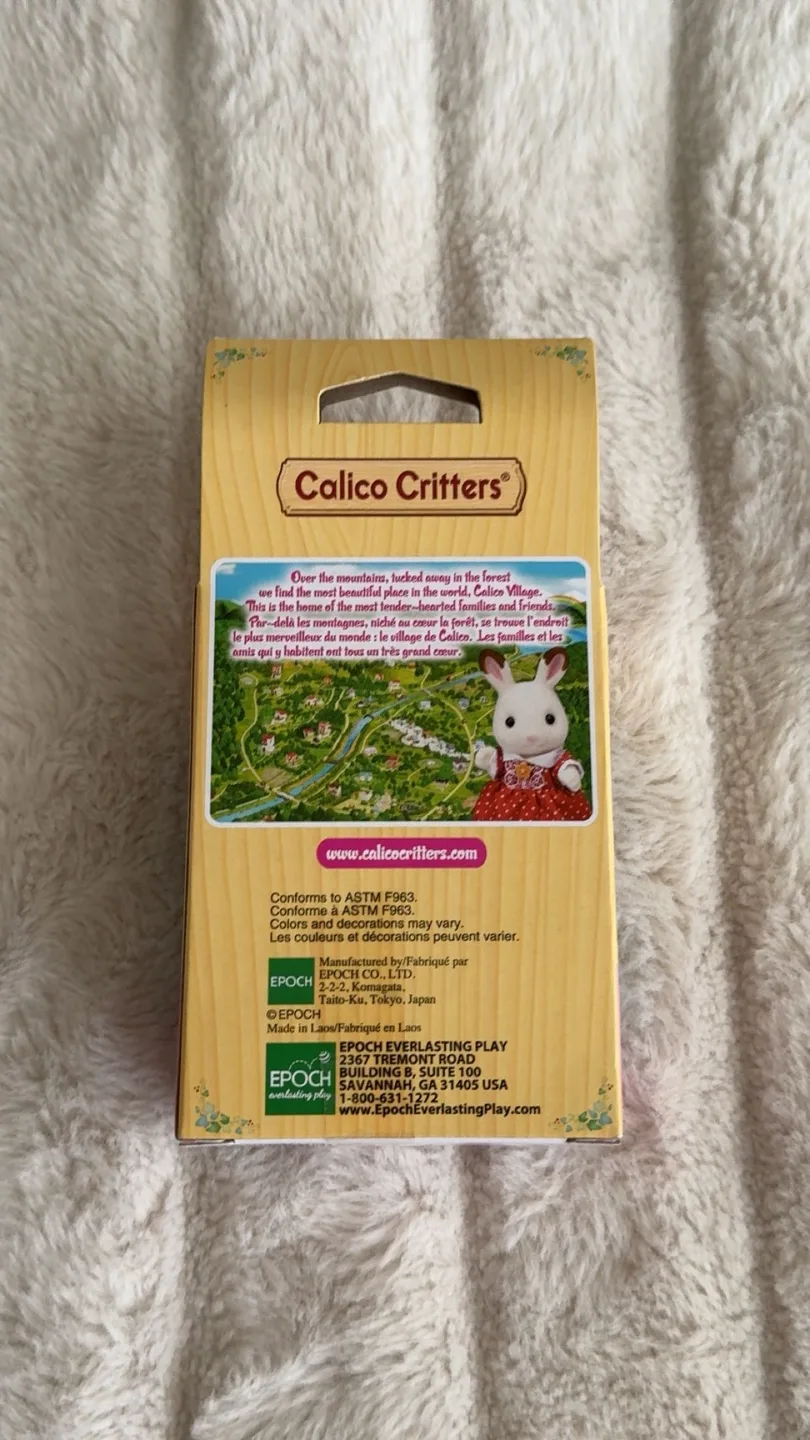 Calico Critters®
Over the mountains, tucked away in the forest
we find the most beautiful place in the world, Calico Village.
This is the home of the most tender-hearted families and friends.
Par-delà les montagnes, niché au cœur la forêt, se trouve l'endroit
le plus merveilleux du monde : le village de Calico. Les familles et les
amis qui y habitent ont tous un très grand cœur.
www.calicocritters.com
Conforms to ASTM F963.
Conforme à ASTM F963.
Colors and decorations may vary.
Les couleurs et décorations peuvent varier.
EPOCH
Manufactured by/Fabriqué par
EPOCH CO., LTD.
2-2-2, Komagata,
Taito-Ku, Tokyo, Japan
© EPOCH
Made in Laos/Fabriqué en Laos
EPOCH
everlasting play
EPOCH EVERLASTING PLAY
2367 TREMONT ROAD
BUILDING B, SUITE 100
SAVANNAH, GA 31405 USA
1-800-631-1272
www.EpochEverlastingPlay.com